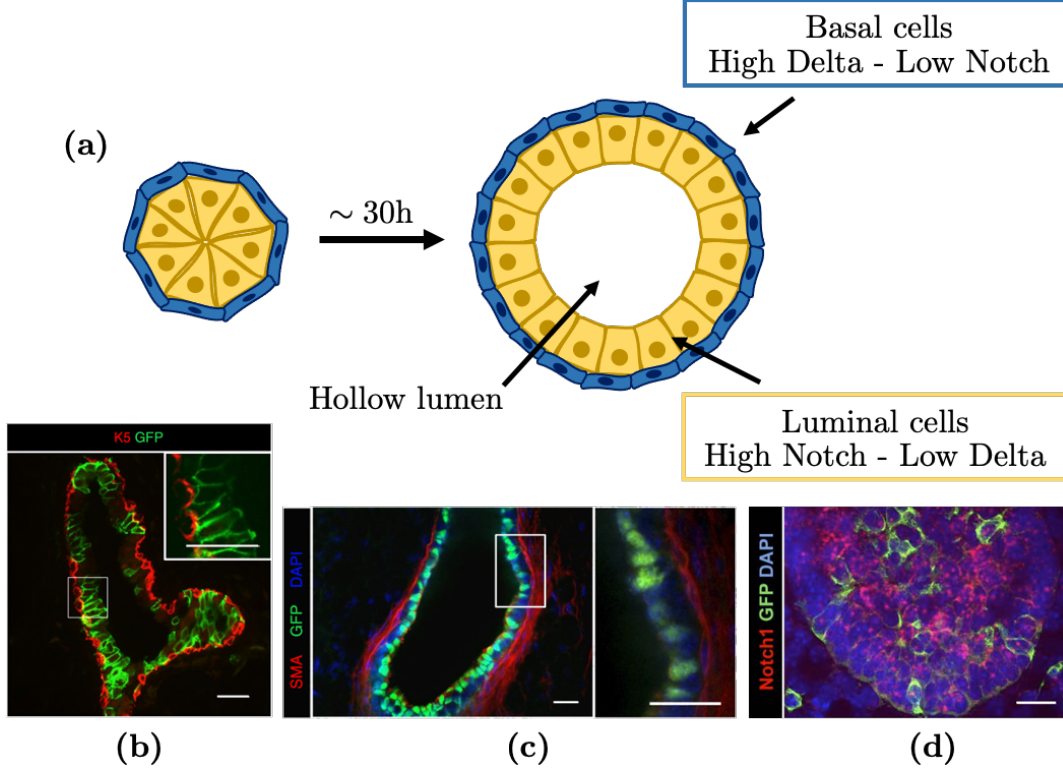 Basal cells
High Delta - Low Notch
(a)
∼ 30h
Hollow lumen
Luminal cells
High Notch - Low Delta
K5 GFP
SMA GFP DAPI
Notch1 GFP DAPI
(b)
(c)
(d)